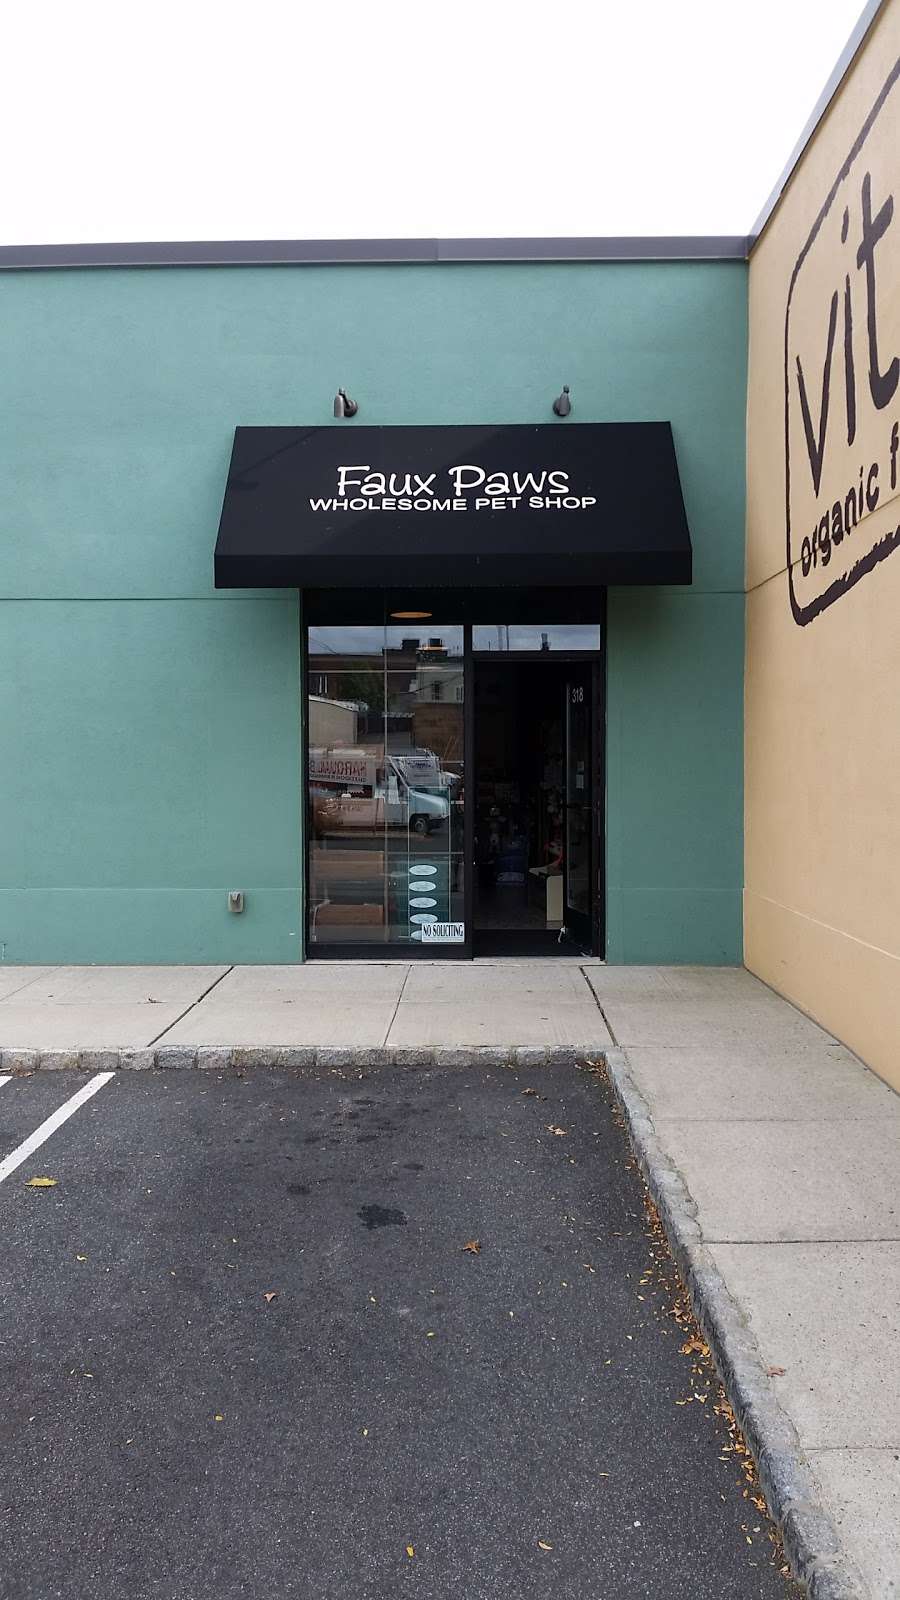 Faux Paws
WHOLESOME PET SHOP
318
NO SOLICITING
vit
organic f